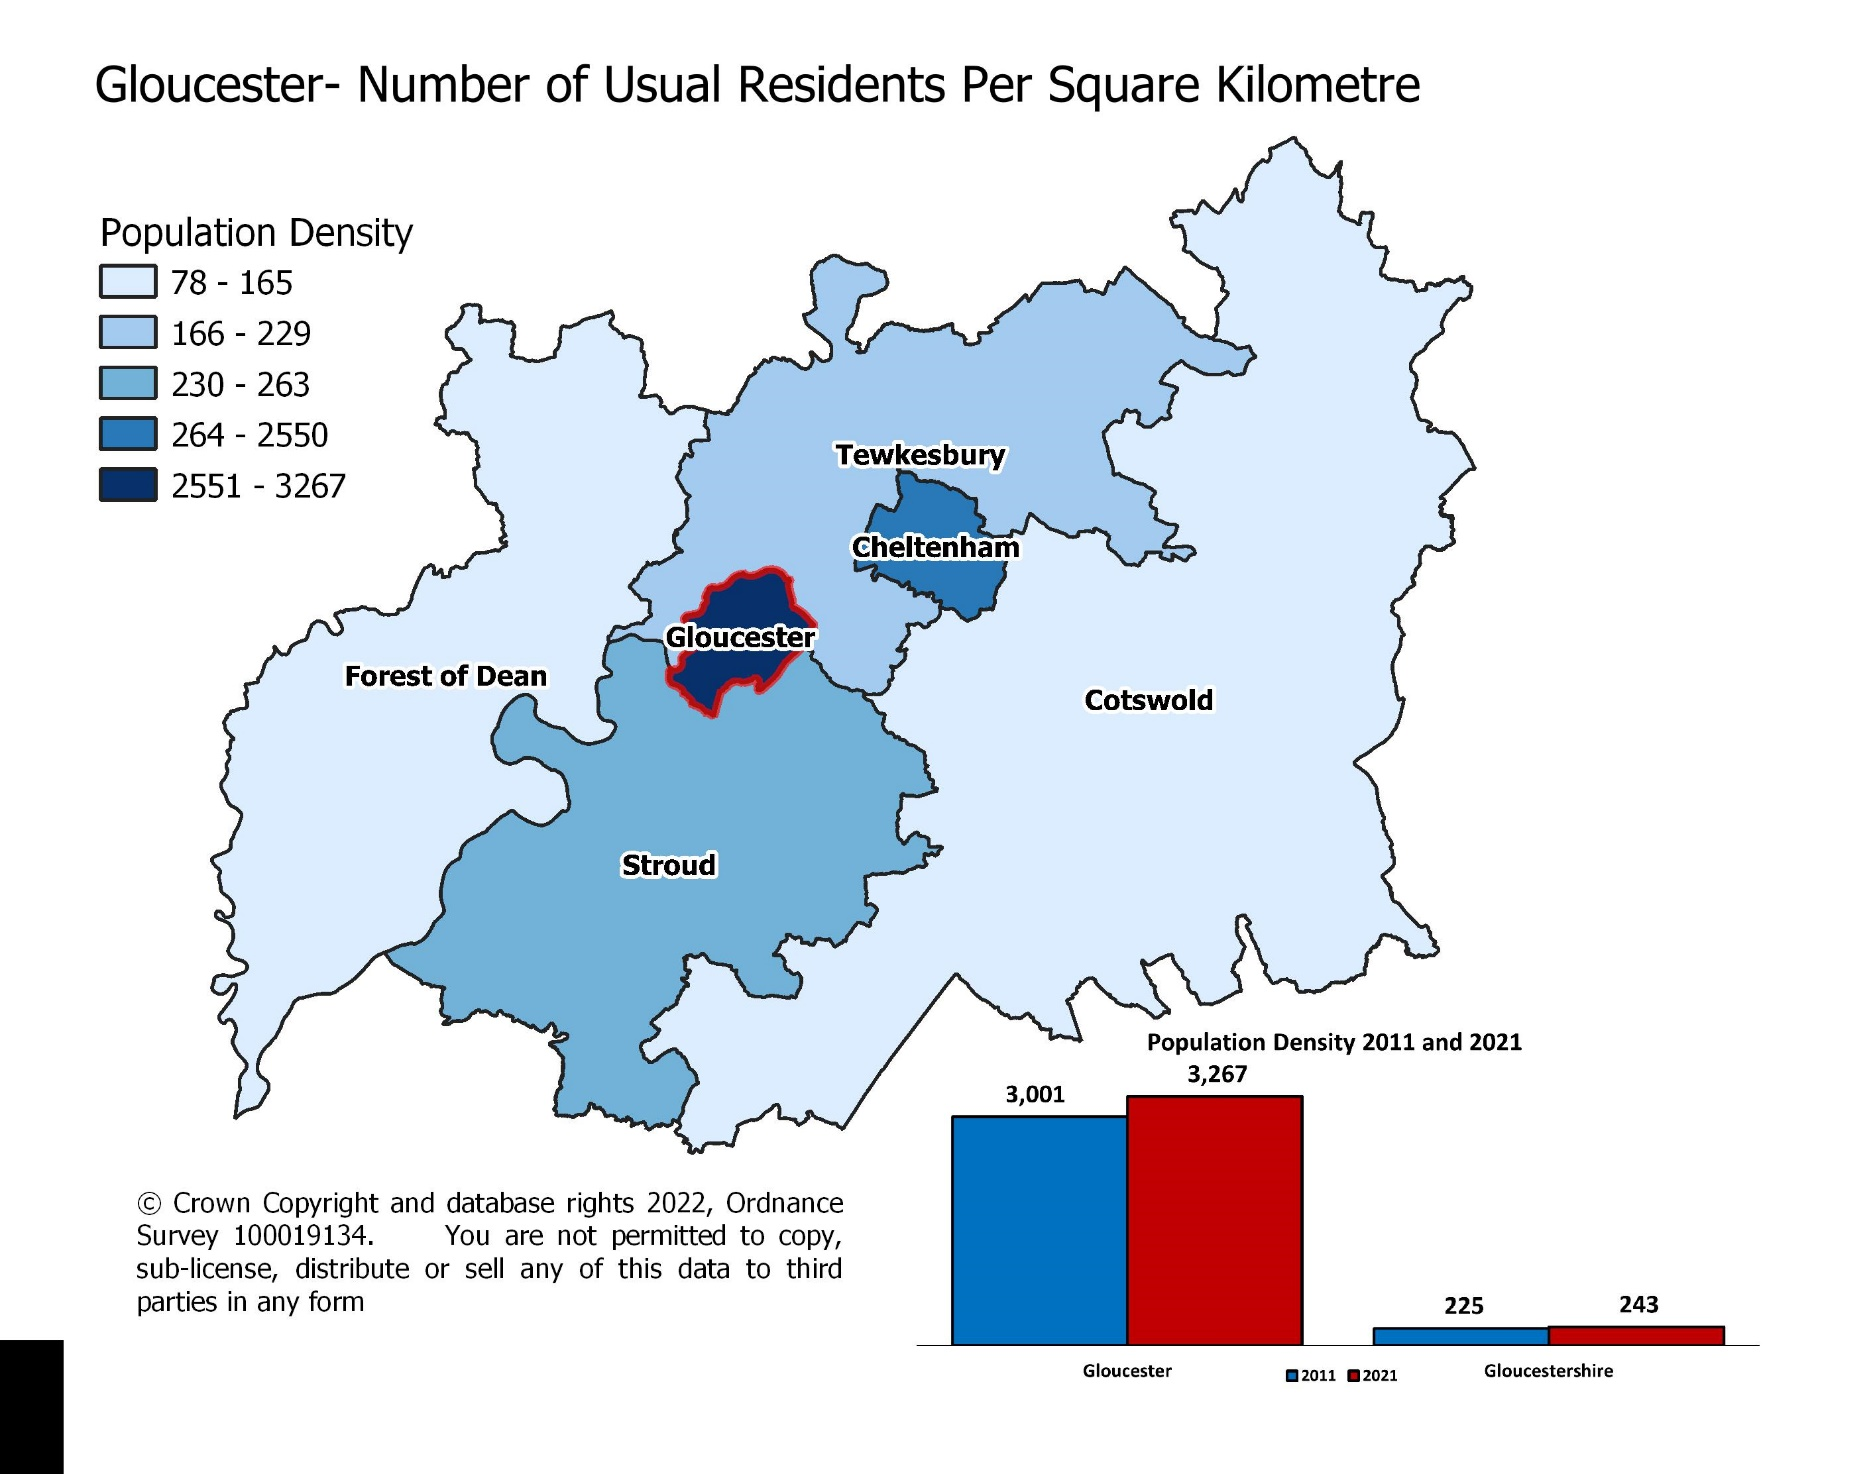 Gloucester- Number of Usual Residents Per Square Kilometre
Population Density
78 - 165
166 - 229
230 - 263
264 - 2550
2551 - 3267
Tewkesbury
Cheltenham
Gloucester
Forest of Dean
Cotswold
Stroud
Population Density 2011 and 2021
3,001
3,267
225
243
Gloucester
Gloucestershire
2011
2021
© Crown Copyright and database rights 2022, Ordnance
Survey 100019134. You are not permitted to copy,
sub-license, distribute or sell any of this data to third
parties in any form